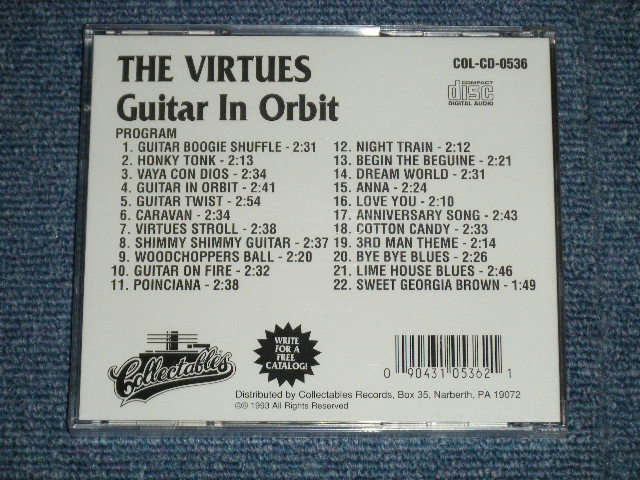 THE VIRTUES
COL-CD-0536
Guitar In Orbit
COMPACT
disc
DIGITAL AUDIO
PROGRAM
1. GUITAR BOOGIE SHUFFLE - 2:31
2. HONKY TONK - 2:13
3. VAYA CON DIOS - 2:34
4. GUITAR IN ORBIT - 2:41
5. GUITAR TWIST - 2:54
6. CARAVAN - 2:34
7. VIRTUES STROLL - 2:38
8. SHIMMY SHIMMY GUITAR - 2:37
9. WOODCHOPPERS BALL - 2:20
10. GUITAR ON FIRE - 2:32
11. POINCIANA - 2:38
12. NIGHT TRAIN - 2:12
13. BEGIN THE BEGUINE - 2:21
14. DREAM WORLD - 2:31
15. ANNA - 2:24
16. LOVE YOU - 2:10
17. ANNIVERSARY SONG - 2:43
18. COTTON CANDY - 2:33
19. 3RD MAN THEME - 2:14
20. BYE BYE BLUES - 2:26
21. LIME HOUSE BLUES - 2:46
22. SWEET GEORGIA BROWN - 1:49
Collectables
WRITE
FOR A
FREE
CATALOG!
0 90431 05362 1
Distributed by Collectables Records, Box 35, Narberth, PA 19072
©℗ 1993 All Rights Reserved